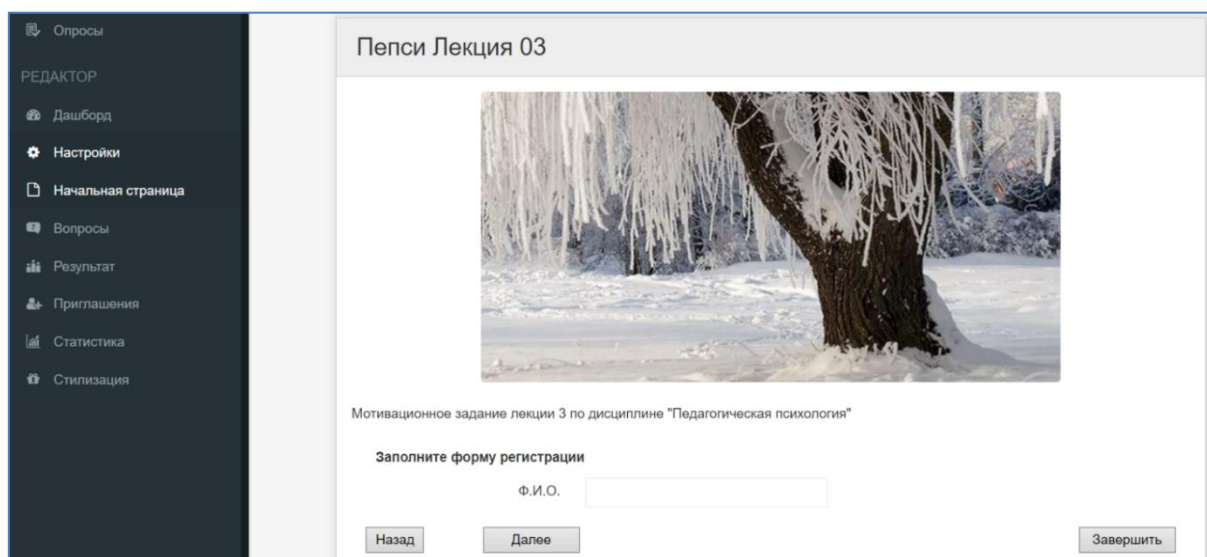 Опросы
РЕДАКТОР
Дашборд
Настройки
Начальная страница
Вопросы
Результат
Приглашения
Статистика
Стилизация
Пепси Лекция 03
Мотивационное задание лекции 3 по дисциплине "Педагогическая психология"
Заполните форму регистрации
Ф.И.О.
Назад Далее Завершить